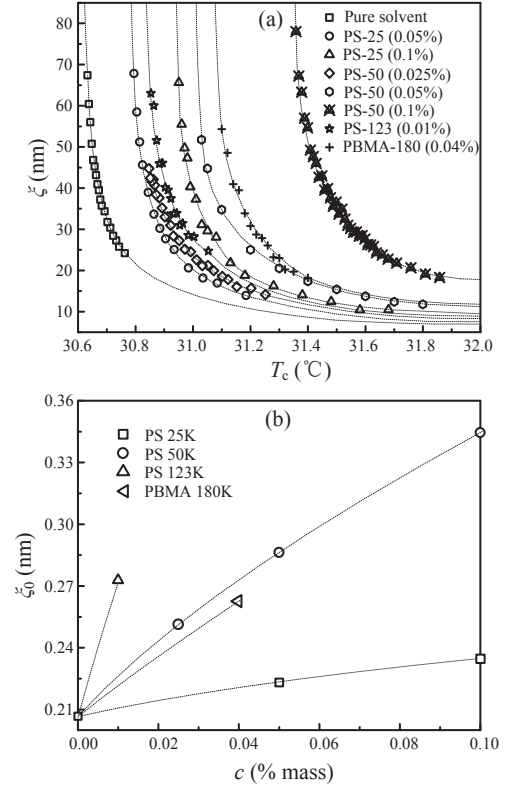 (a)
Pure solvent
PS-25 (0.05%)
PS-25 (0.1%)
PS-50 (0.025%)
PS-50 (0.05%)
PS-50 (0.1%)
PS-123 (0.01%)
PBMA-180 (0.04%)
80
70
60
50
40
30
20
10
ξ (nm)
30.6 30.8 31.0 31.2 31.4 31.6 31.8 32.0
Tc (℃)
(b)
PS 25K
PS 50K
PS 123K
PBMA 180K
0.36
0.33
0.30
0.27
0.24
0.21
ξ0 (nm)
0.00 0.02 0.04 0.06 0.08 0.10
c (% mass)